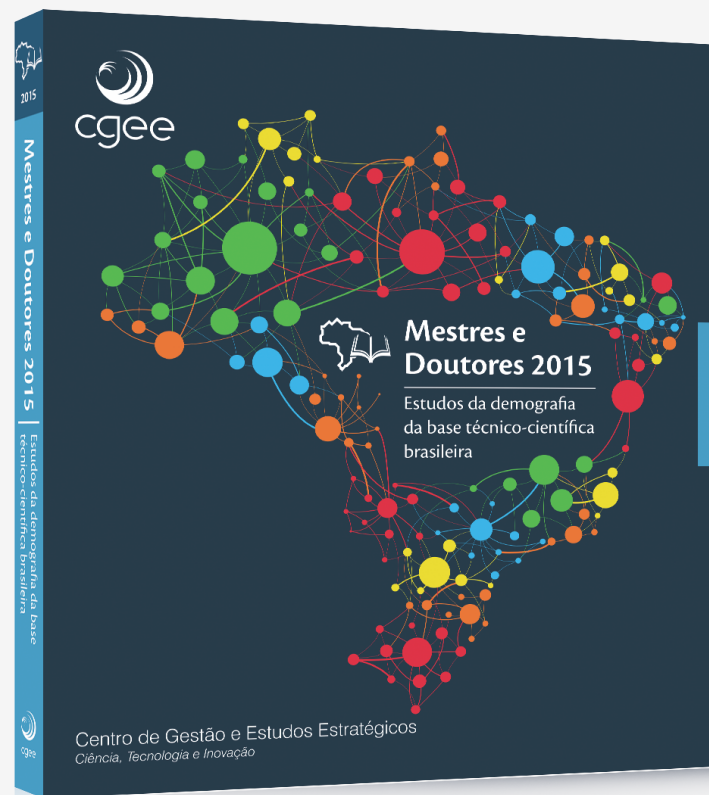 2015
Mestres e Doutores 2015
Estudos da demografia da base
técnico-científica brasileira
cgee
cgee
Mestres e
Doutores 2015
Estudos da demografia
da base técnico-científica
brasileira
Centro de Gestão e Estudos Estratégicos
Ciência, Tecnologia e Inovação